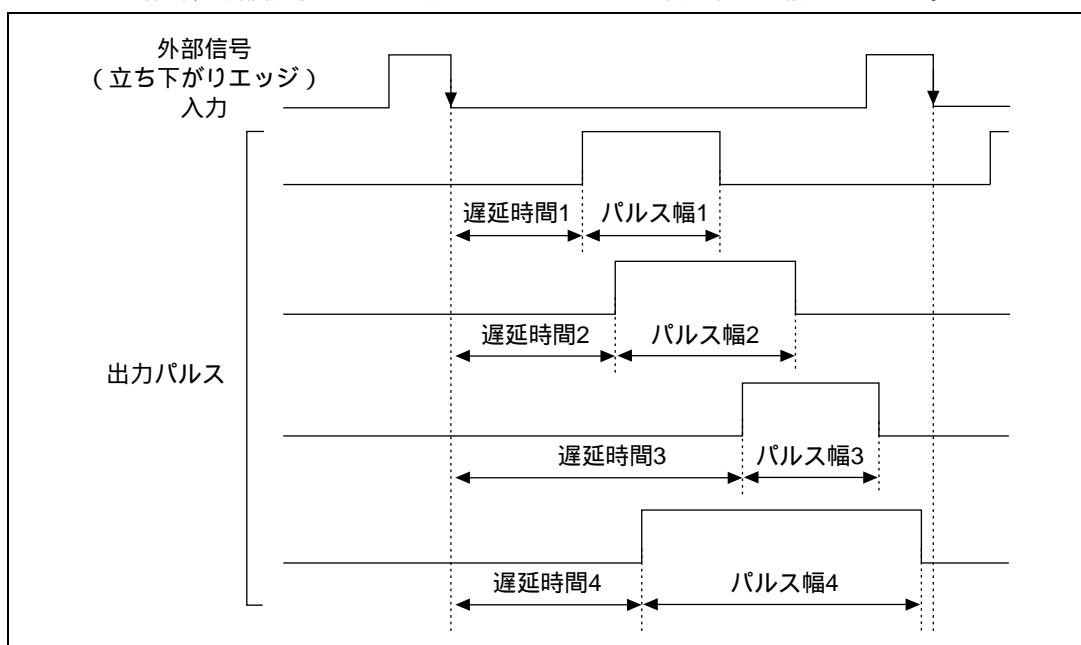 外部信号
(立ち下がりエッジ)
入力
遅延時間1
パルス幅1
遅延時間2
パルス幅2
出力パルス
遅延時間3
パルス幅3
遅延時間4
パルス幅4